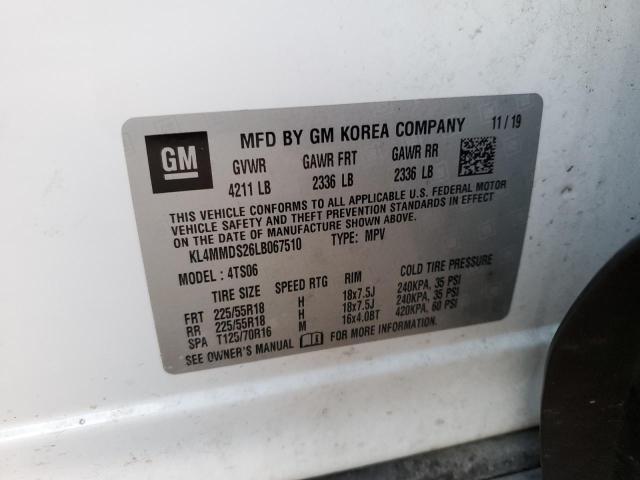 GM
MFD BY GM KOREA COMPANY 11/19
GVWR GAWR FRT GAWR RR
4211 LB 2336 LB 2336 LB
THIS VEHICLE CONFORMS TO ALL APPLICABLE U.S. FEDERAL MOTOR
VEHICLE SAFETY AND THEFT PREVENTION STANDARDS IN EFFECT
ON THE DATE OF MANUFACTURE SHOWN ABOVE.
KL4MMDS26LB067510 TYPE: MPV
MODEL: 4TS06
TIRE SIZE SPEED RTG RIM COLD TIRE PRESSURE
FRT 225/55R18 H 18x7.5J 240KPA, 35 PSI
RR 225/55R18 H 18x7.5J 240KPA, 35 PSI
SPA T125/70R16 M 16x4.0BT 420KPA, 60 PSI
SEE OWNER'S MANUAL FOR MORE INFORMATION.